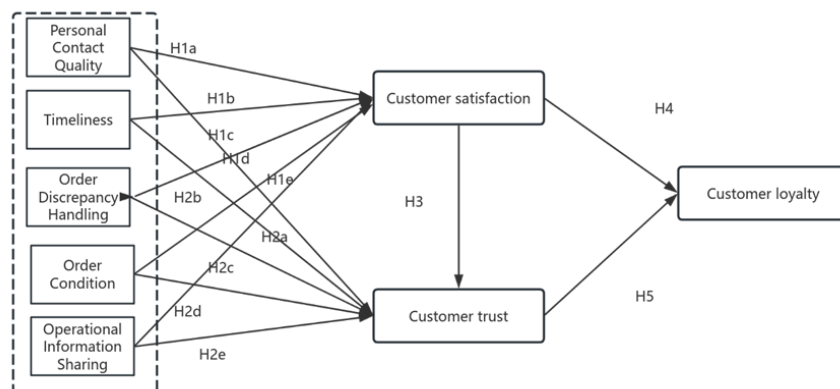 Personal
Contact
Quality
Timeliness
Order
Discrepancy
Handling
Order
Condition
Operational
Information
Sharing
H1a
H1b
H1c
H1d
H1e
H2b
H2a
H2c
H2d
H2e
Customer satisfaction
H3
Customer trust
H4
H5
Customer loyalty